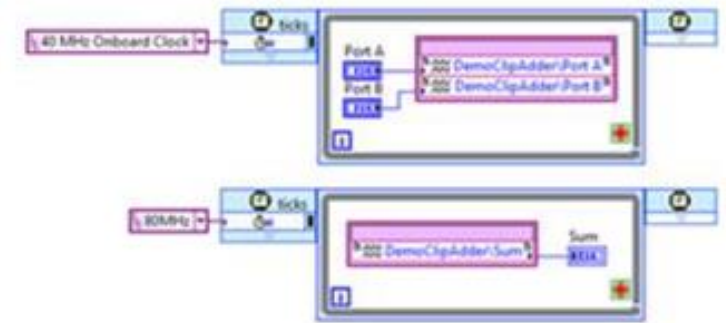 40 MHz Onboard Clock
ticks
Port A
DemoClipAdder\Port A
Port B
DemoClipAdder\Port B
i
80MHz
ticks
DemoClipAdder\Sum
Sum
i